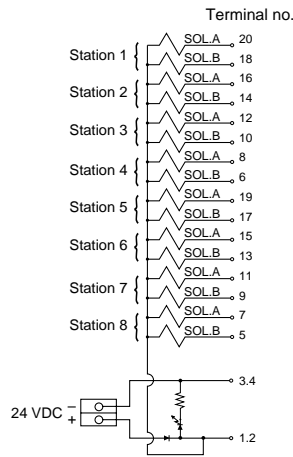 Terminal no.
Station 1 { SOL.A 20
SOL.B 18
Station 2 { SOL.A 16
SOL.B 14
Station 3 { SOL.A 12
SOL.B 10
Station 4 { SOL.A 8
SOL.B 6
Station 5 { SOL.A 19
SOL.B 17
Station 6 { SOL.A 15
SOL.B 13
Station 7 { SOL.A 11
SOL.B 9
Station 8 { SOL.A 7
SOL.B 5
3.4
24 VDC − +
1.2